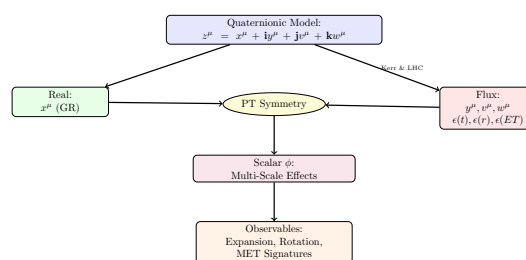 Quaternionic Model:
z^μ = x^μ + iy^μ + jv^μ + kw^μ
Kerr & LHC
Real:
x^μ (GR)
PT Symmetry
Flux:
y^μ, v^μ, w^μ
ϵ(t), ϵ(r), ϵ(ET)
Scalar ϕ:
Multi-Scale Effects
Observables:
Expansion, Rotation,
MET Signatures